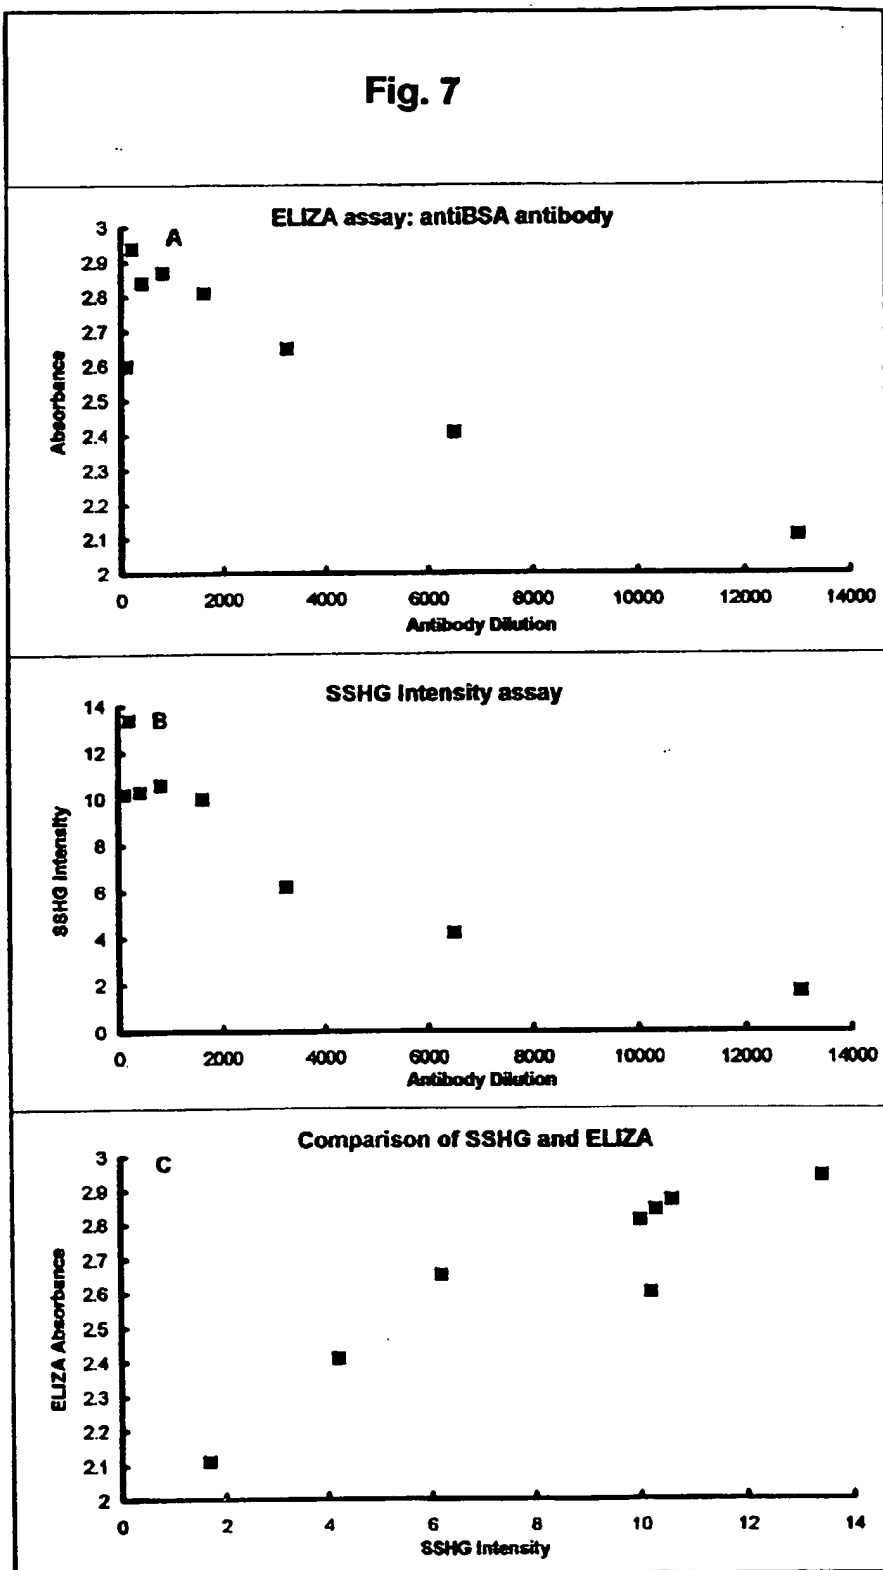 Fig. 7
ELIZA assay: antiBSA antibody
A
3
2.9
2.8
2.7
2.6
2.5
2.4
2.3
2.2
2.1
2
Absorbance
0 2000 4000 6000 8000 10000 12000 14000
Antibody Dilution
SSHG Intensity assay
B
14
12
10
8
6
4
2
0
SSHG Intensity
0 2000 4000 6000 8000 10000 12000 14000
Antibody Dilution
Comparison of SSHG and ELIZA
C
3
2.9
2.8
2.7
2.6
2.5
2.4
2.3
2.2
2.1
2
ELIZA Absorbance
0 2 4 6 8 10 12 14
SSHG Intensity